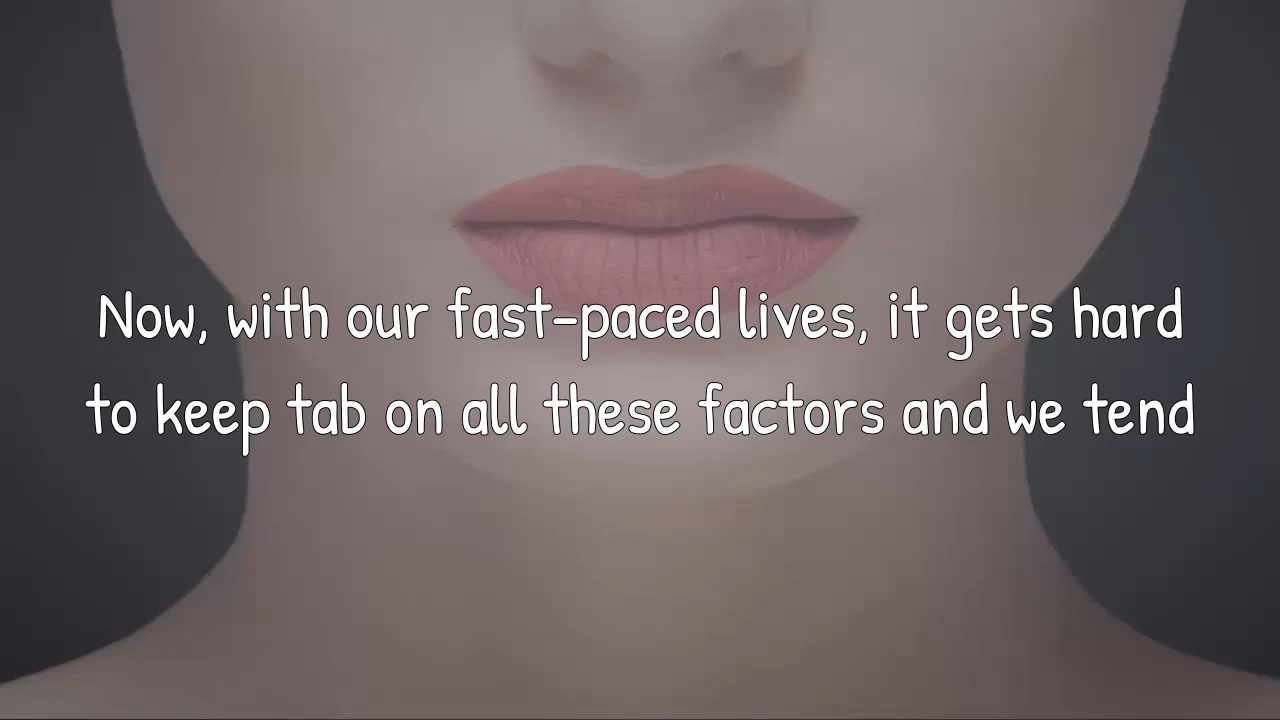 Now, with our fast-paced lives, it gets hard
to keep tab on all these factors and we tend